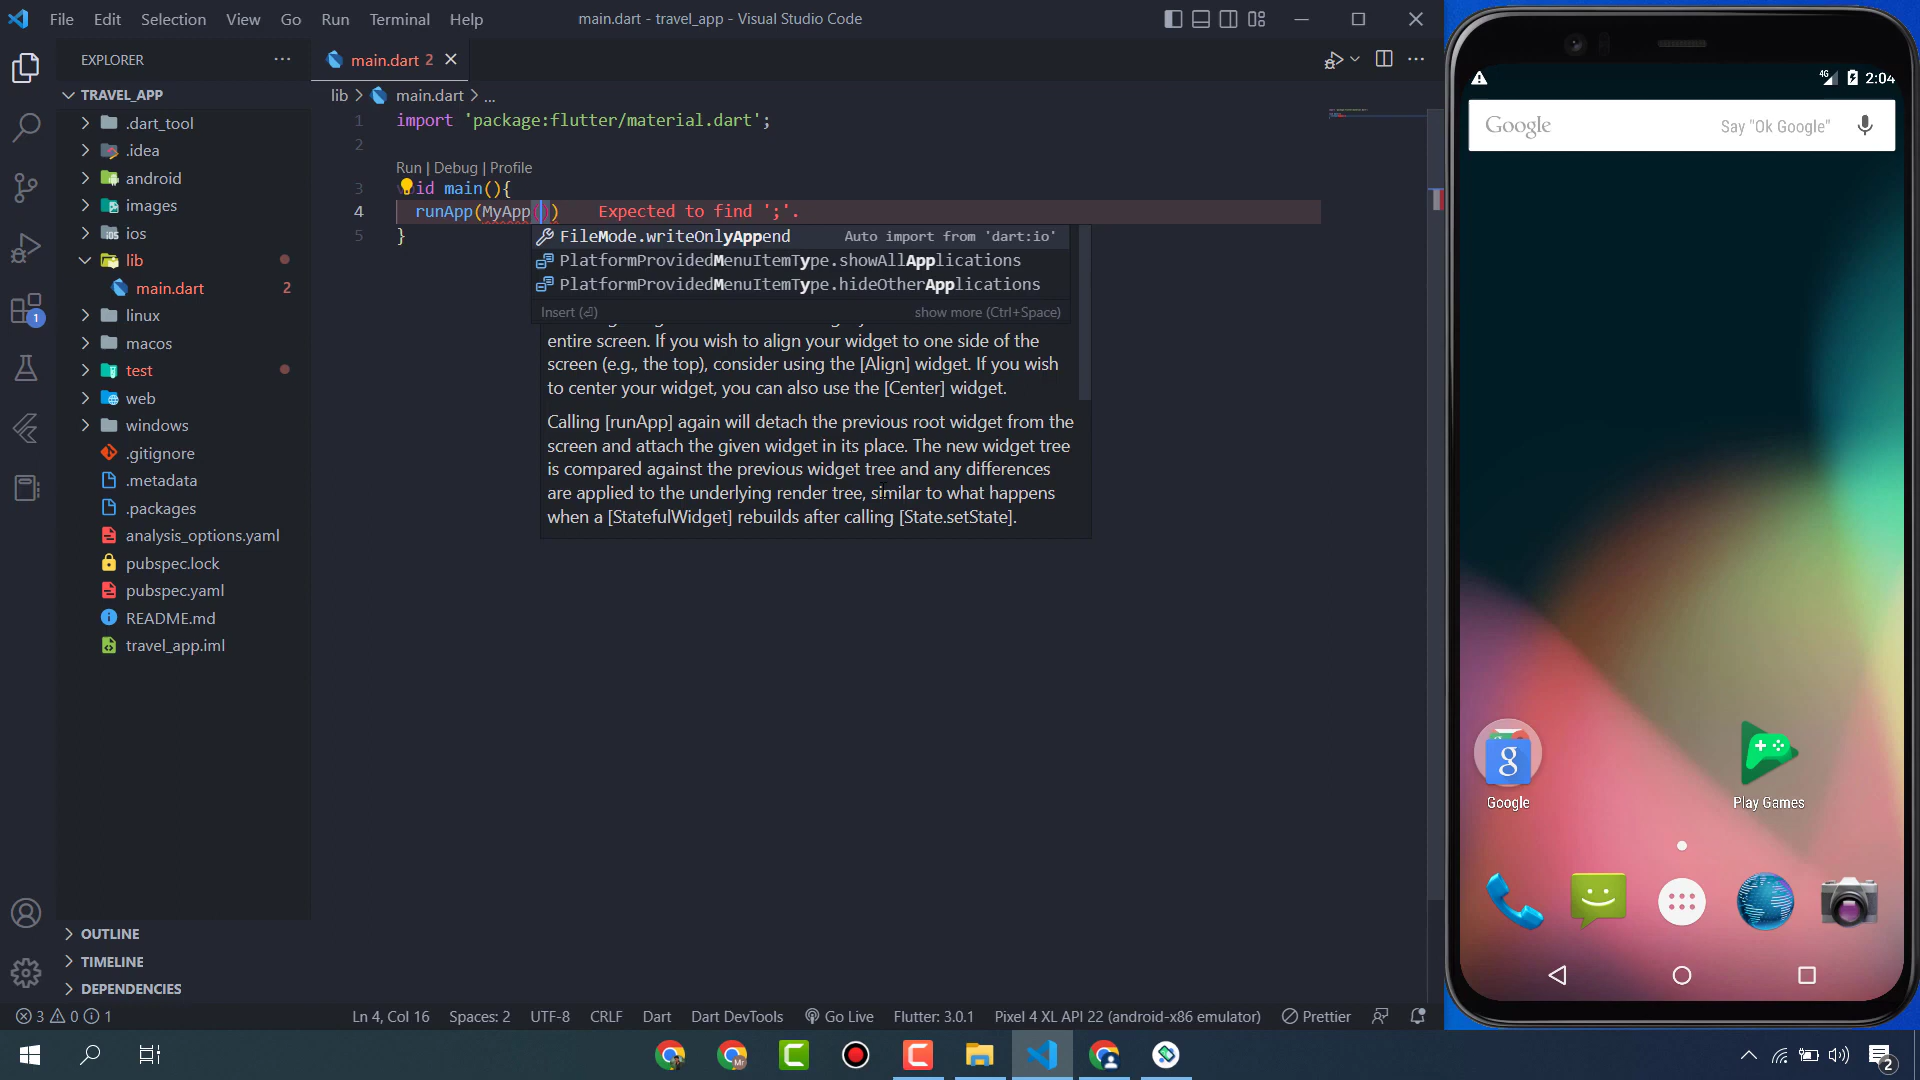 File Edit Selection View Go Run Terminal Help
main.dart - travel_app - Visual Studio Code
EXPLORER
TRAVEL_APP
.dart_tool
.idea
android
images
ios
lib
main.dart 2
linux
macos
test
web
windows
.gitignore
.metadata
.packages
analysis_options.yaml
pubspec.lock
pubspec.yaml
README.md
travel_app.iml
OUTLINE
TIMELINE
DEPENDENCIES
1
main.dart 2
lib > main.dart > ...
1 import 'package:flutter/material.dart';
2
Run | Debug | Profile
3 id main(){
4 runApp(MyApp()) Expected to find ';'.
5 }
FileMode.writeOnlyAppend Auto import from 'dart:io'
PlatformProvidedMenuItemType.showAllApplications
PlatformProvidedMenuItemType.hideOtherApplications
Insert (⏎) show more (Ctrl+Space)
entire screen. If you wish to align your widget to one side of the
screen (e.g., the top), consider using the [Align] widget. If you wish
to center your widget, you can also use the [Center] widget.
Calling [runApp] again will detach the previous root widget from the
screen and attach the given widget in its place. The new widget tree
is compared against the previous widget tree and any differences
are applied to the underlying render tree, similar to what happens
when a [StatefulWidget] rebuilds after calling [State.setState].
3 0 1
Ln 4, Col 16 Spaces: 2 UTF-8 CRLF Dart Dart DevTools Go Live Flutter: 3.0.1 Pixel 4 XL API 22 (android-x86 emulator) Prettier
4G 2:04
Google Say "Ok Google"
g
Google
Play Games
Mr
2